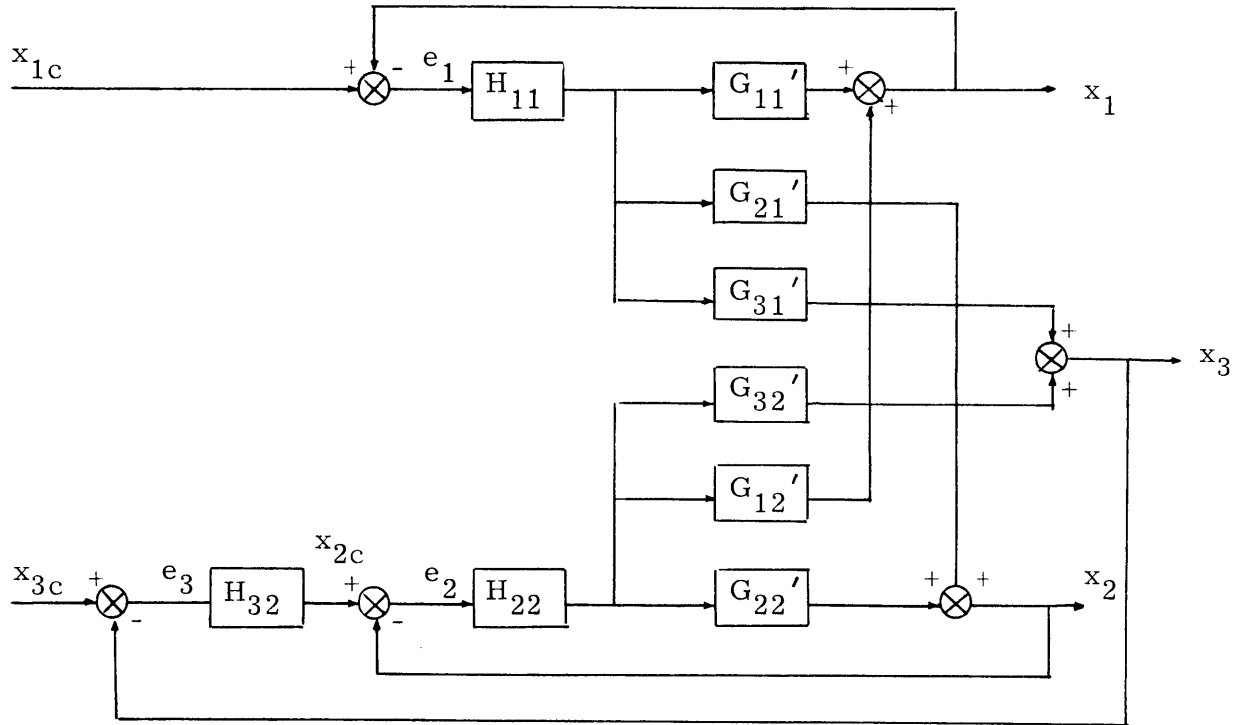 x1c
+
-
e1
H11
G11′
+
+
x1
G21′
G31′
+
x3
G32′
+
G12′
x3c
+
-
e3
H32
x2c
+
-
e2
H22
G22′
+
+
x2